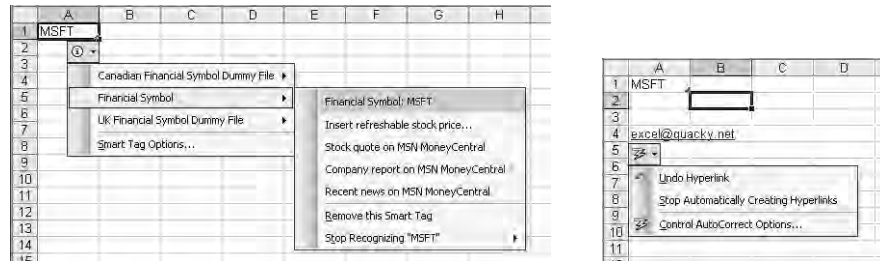 A B C D E F G H
1 MSFT
2
3
4 Canadian Financial Symbol Dummy File
5 Financial Symbol
6 UK Financial Symbol Dummy File
7
8 Smart Tag Options...
9
10
11
12
13
14
15
Financial Symbol: MSFT
Insert refreshable stock price...
Stock quote on MSN MoneyCentral
Company report on MSN MoneyCentral
Recent news on MSN MoneyCentral
Remove this Smart Tag
Stop Recognizing "MSFT"
A B C D
1 MSFT
2
3
4 excel@quacky.net
5
6
7 Undo Hyperlink
8 Stop Automatically Creating Hyperlinks
9
10 Control AutoCorrect Options...
11